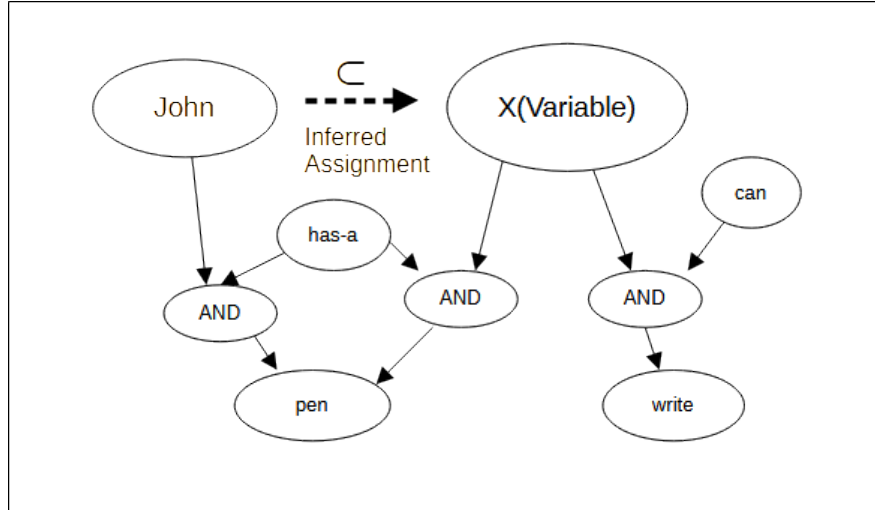 ⊂
John
X(Variable)
Inferred
Assignment
can
has-a
AND
AND
AND
pen
write